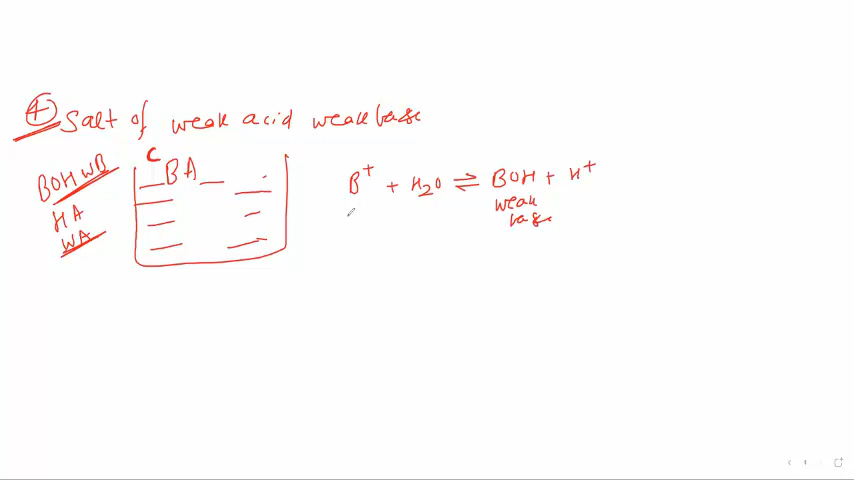 ④ Salt of weak acid weak base
BOH WB
HA
WA
C
BA
B⁺ + H₂O ⇌ BOH + H⁺
weak
base